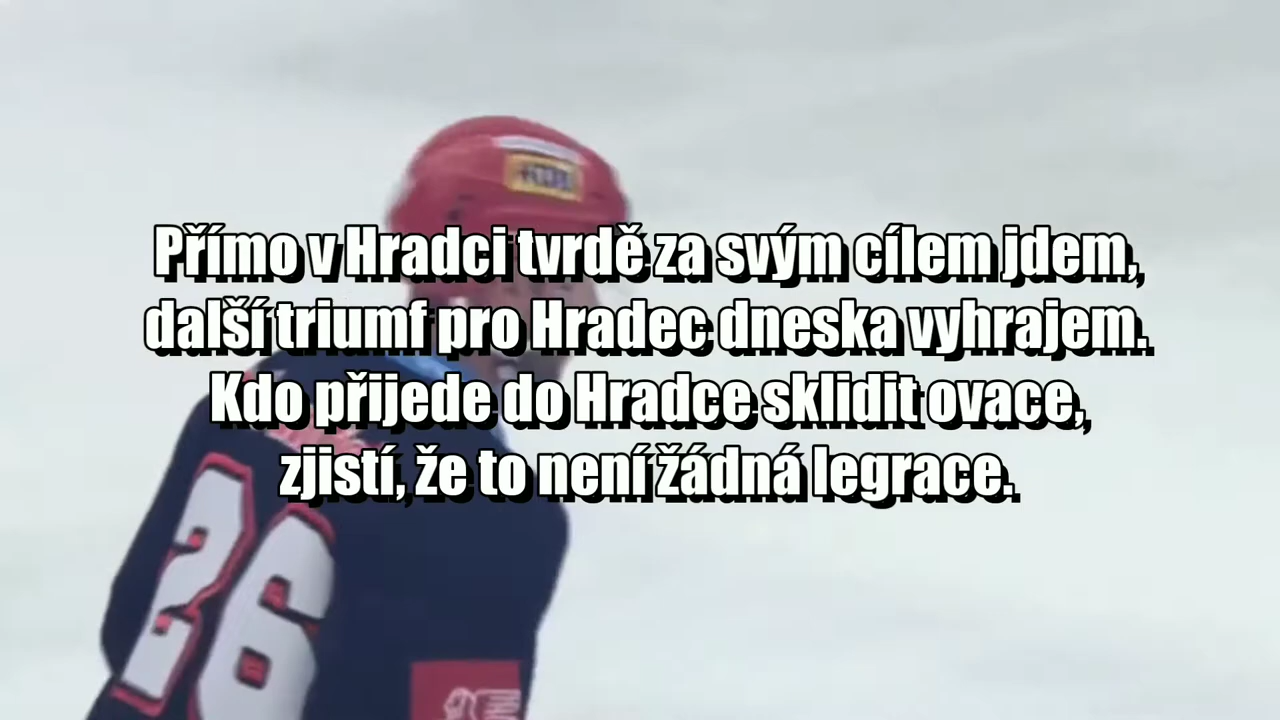 Přímo v Hradci tvrdě za svým cílem jdem,
další triumf pro Hradec dneska vyhrajem.
Kdo přijede do Hradce sklidit ovace,
zjistí, že to není žádná legrace.
26